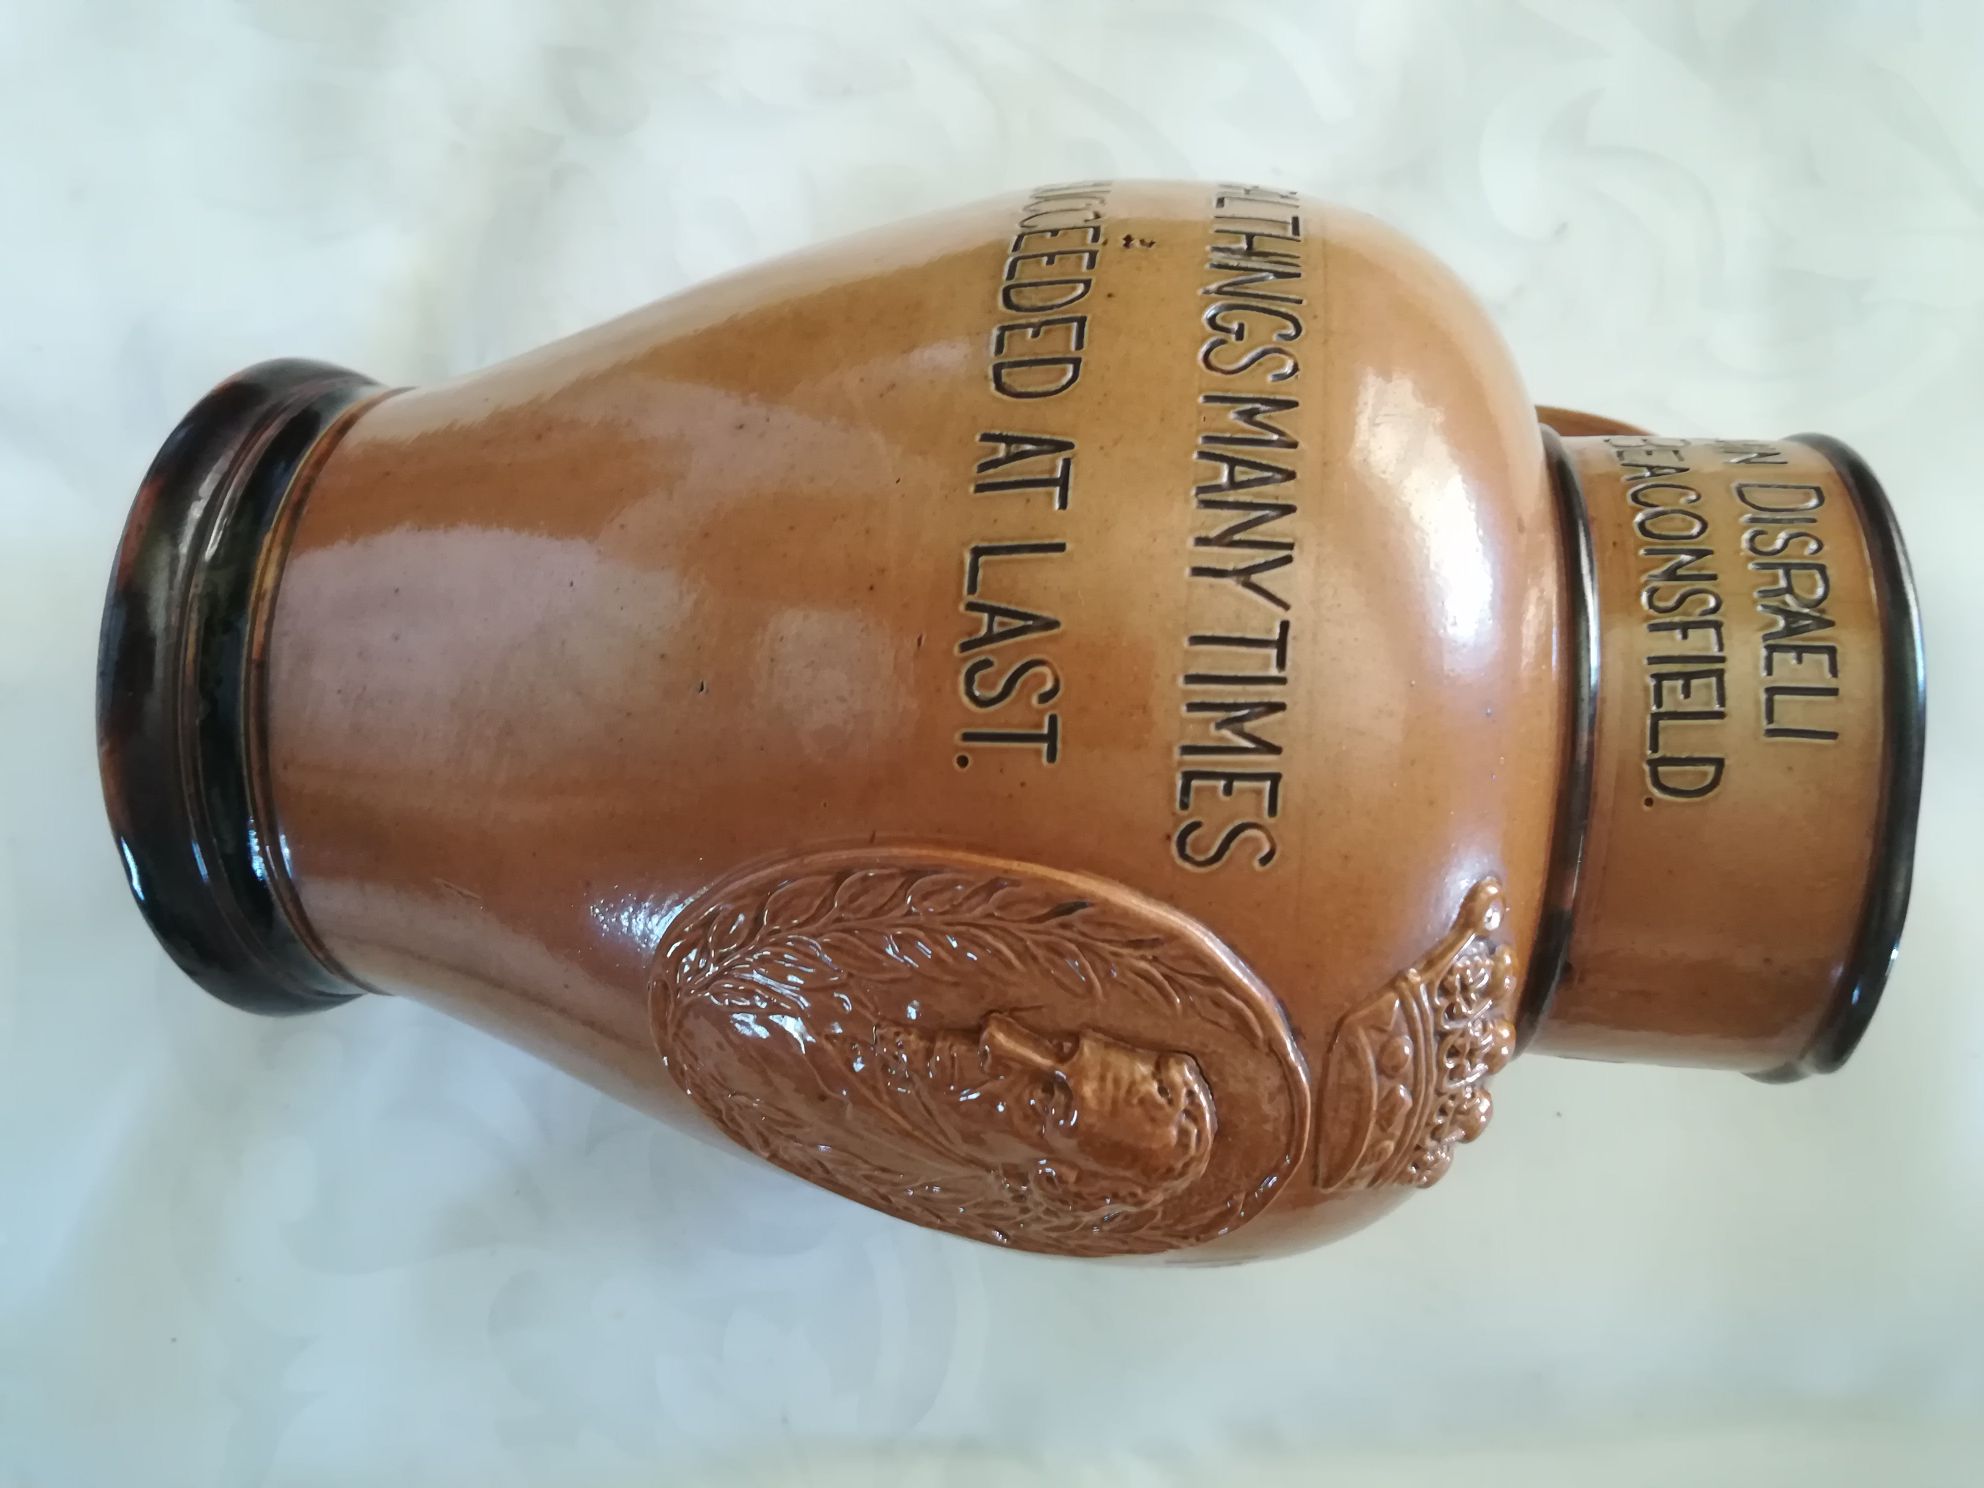 DISRAELI
BEACONSFIELD.
THINGS MANY TIMES
SUCCEEDED AT LAST.